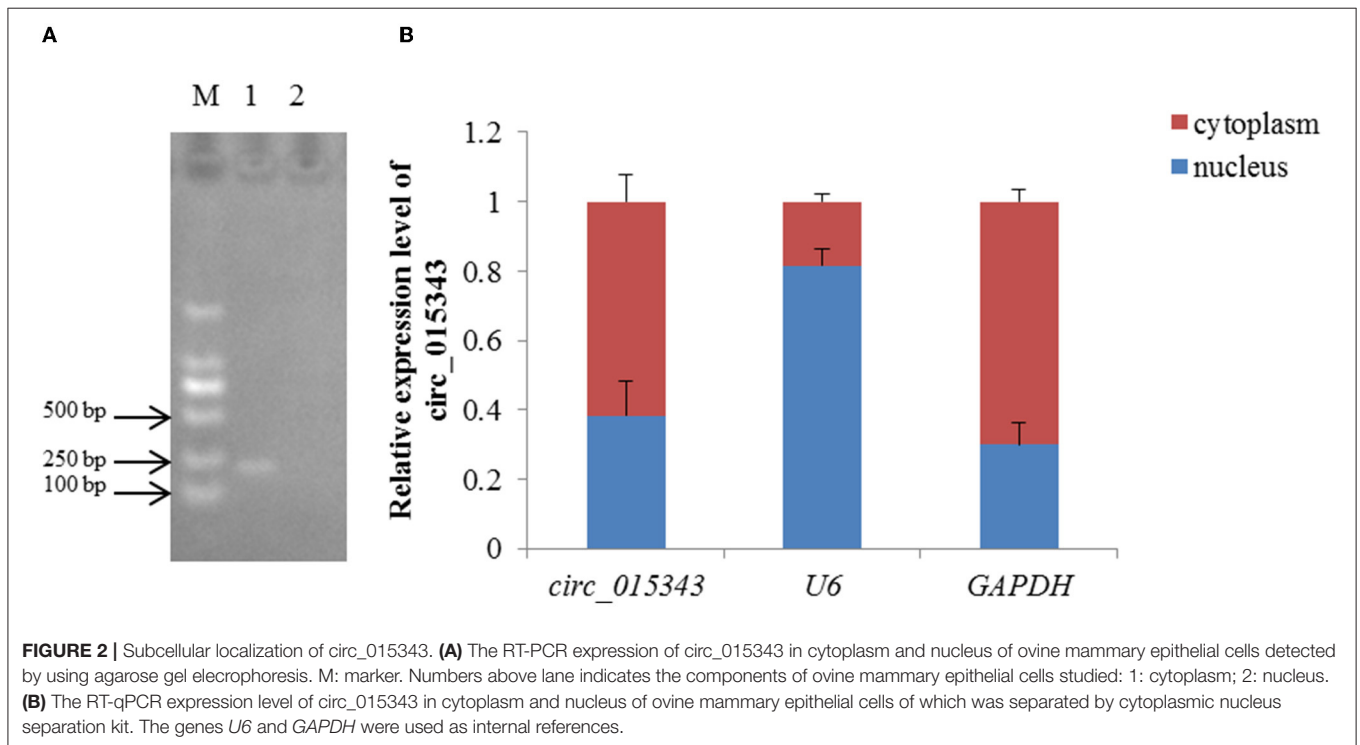 A
B
M 1 2
500 bp
250 bp
100 bp
Relative expression level of
circ_015343
1.2
1
0.8
0.6
0.4
0.2
0
circ_015343 U6 GAPDH
cytoplasm
nucleus
FIGURE 2 | Subcellular localization of circ_015343. (A) The RT-PCR expression of circ_015343 in cytoplasm and nucleus of ovine mammary epithelial cells detected
by using agarose gel elecrophoresis. M: marker. Numbers above lane indicates the components of ovine mammary epithelial cells studied: 1: cytoplasm; 2: nucleus.
(B) The RT-qPCR expression level of circ_015343 in cytoplasm and nucleus of ovine mammary epithelial cells of which was separated by cytoplasmic nucleus
separation kit. The genes U6 and GAPDH were used as internal references.